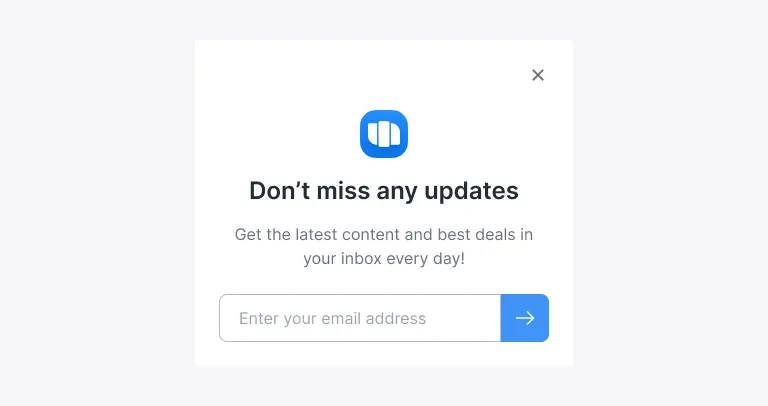 Don’t miss any updates
Get the latest content and best deals in
your inbox every day!
Enter your email address